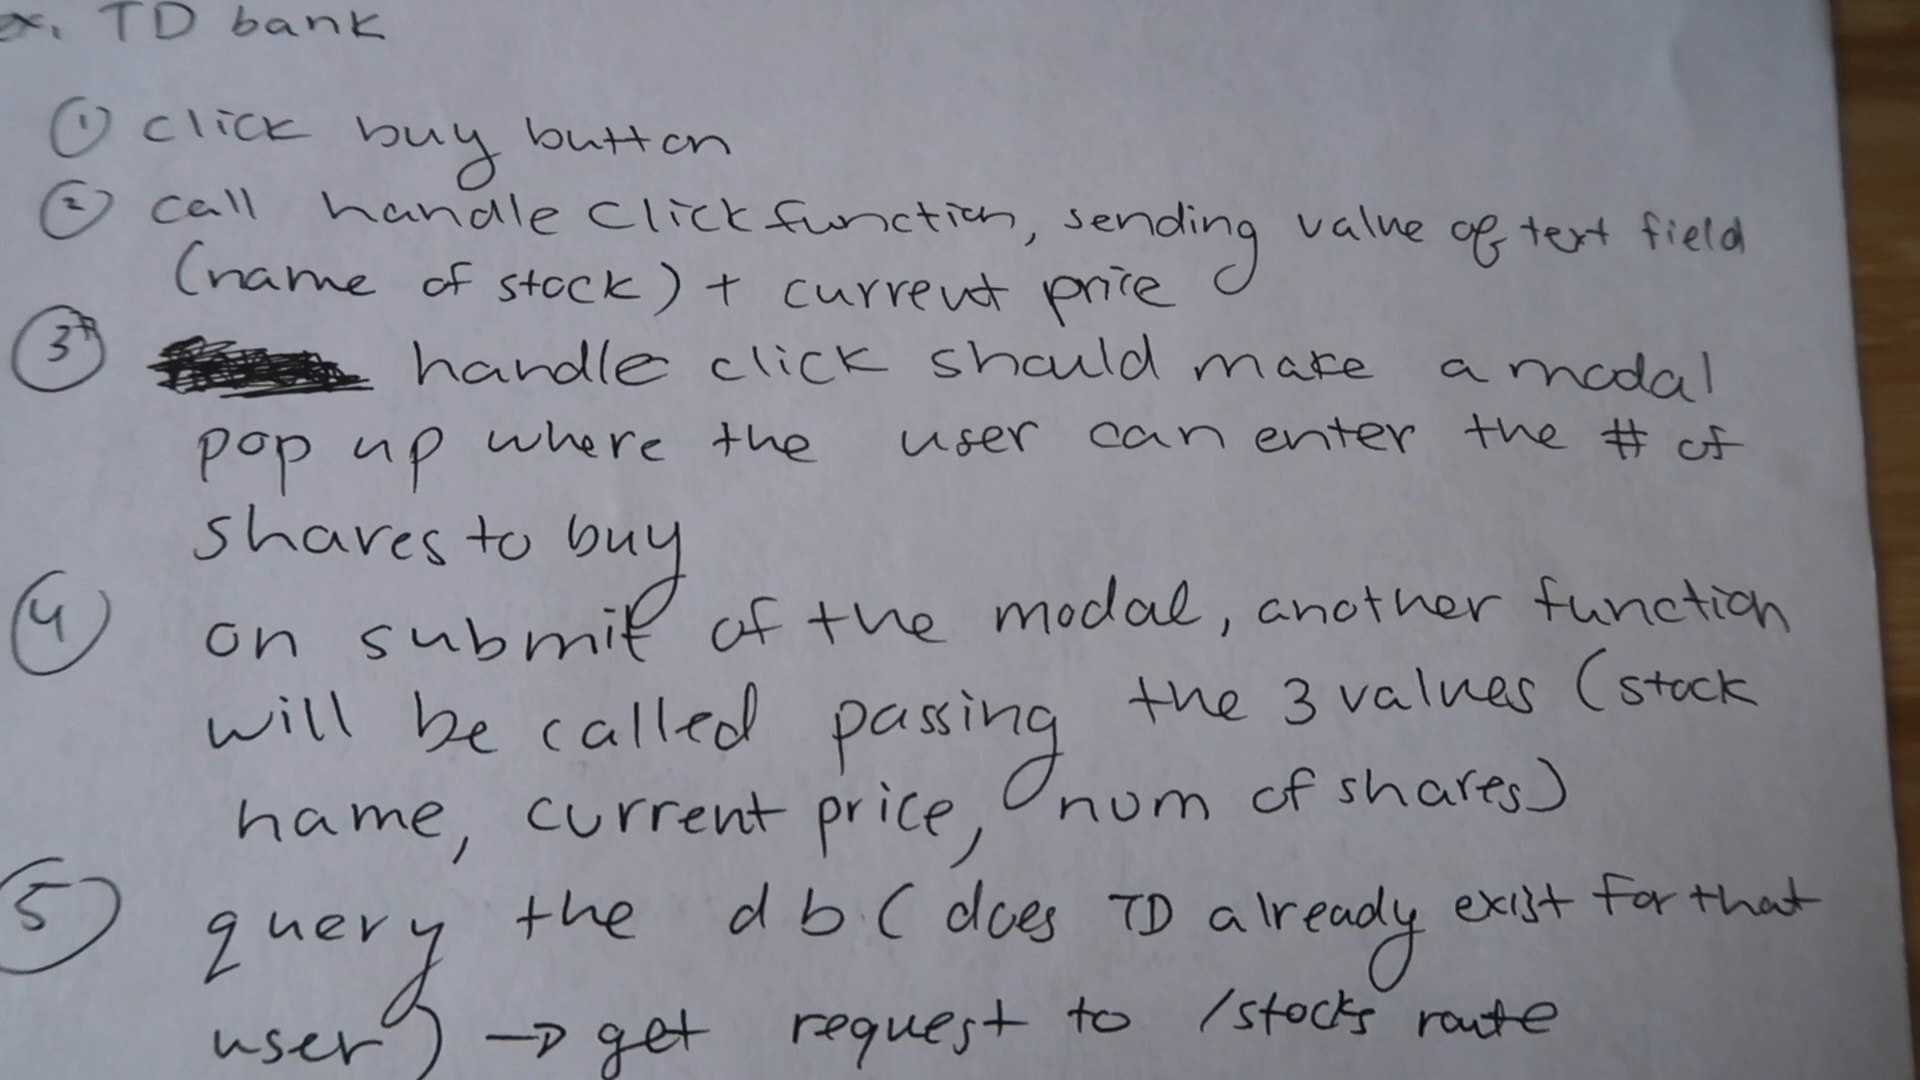 ex. TD bank
① click buy button
② call handle Click function, sending value of text field
(name of stock) + current price
③ handle click should make a modal
pop up where the user can enter the # of
shares to buy
④ on submit of the modal, another function
will be called passing the 3 values (stock
name, current price, num of shares)
⑤ query the db (does TD already exist for that
user) → get request to /stocks route